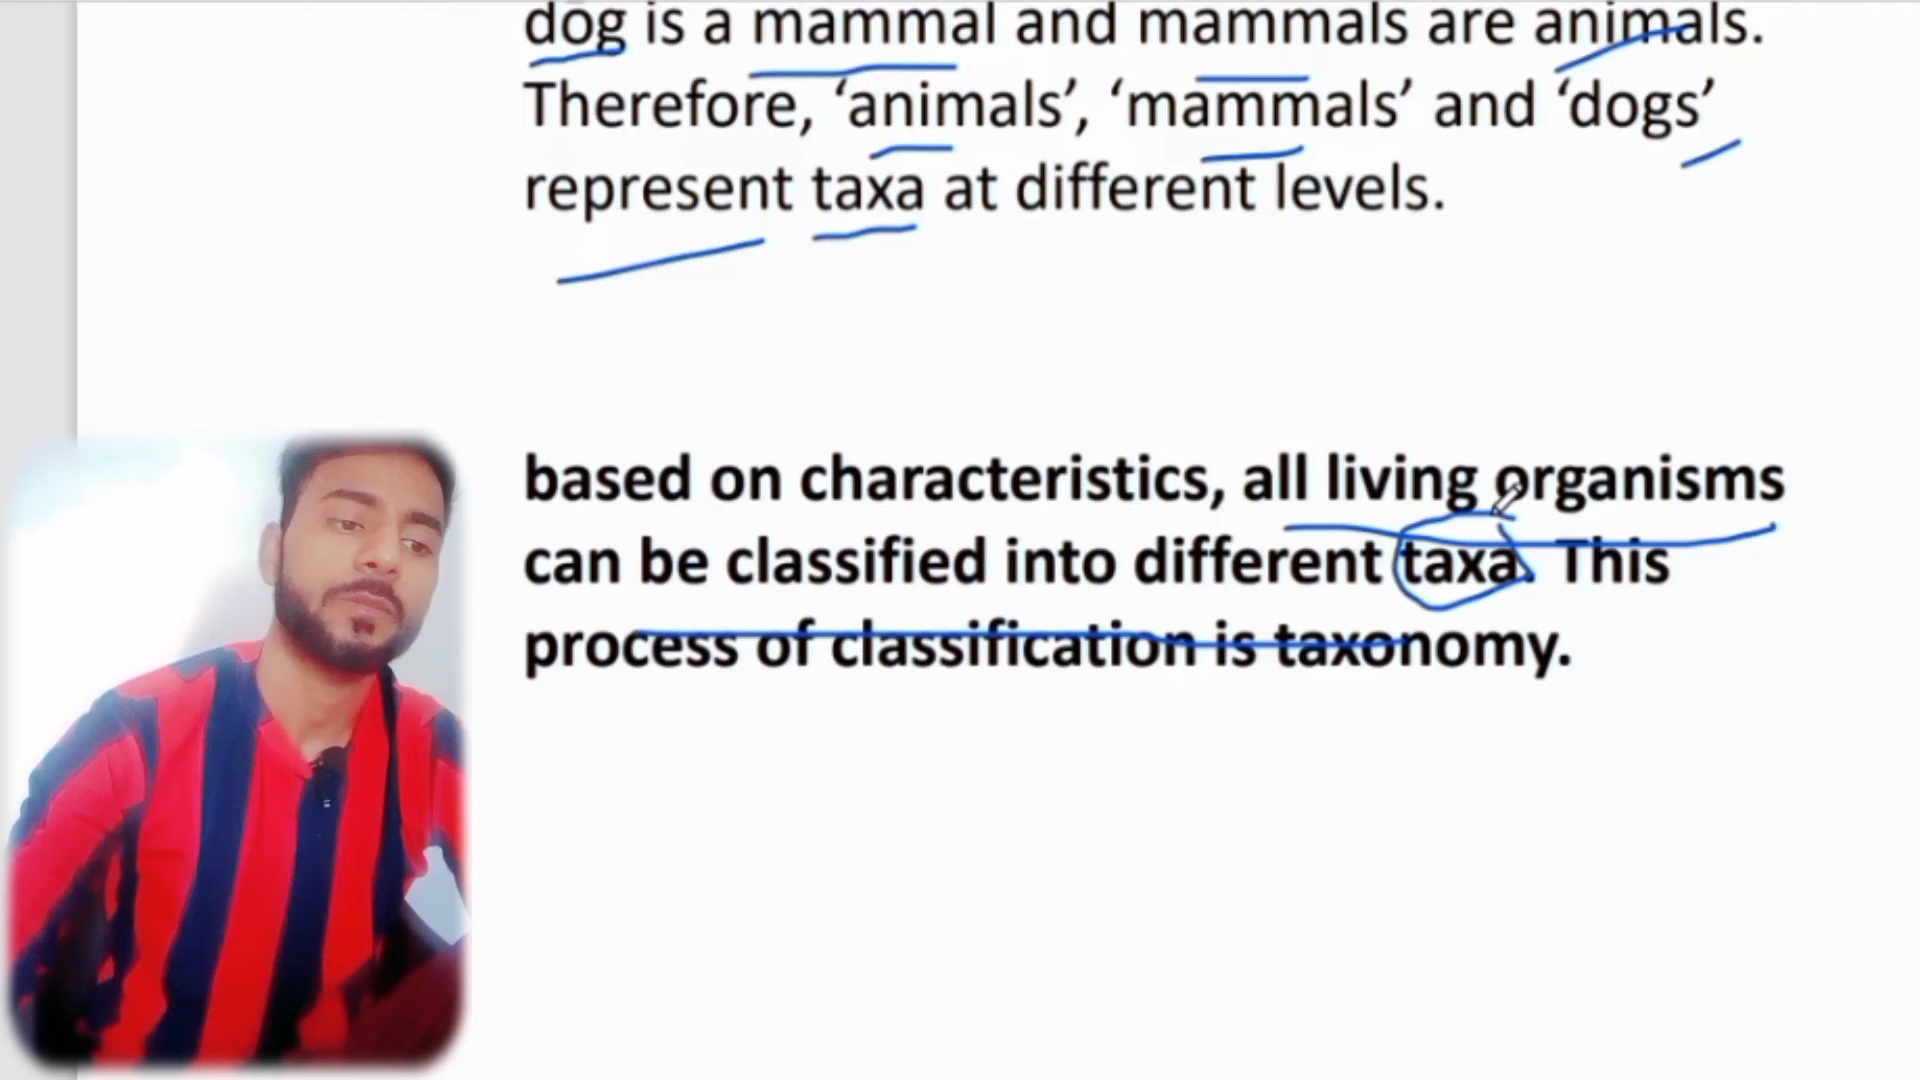 dog is a mammal and mammals are animals.
Therefore, ‘animals’, ‘mammals’ and ‘dogs’
represent taxa at different levels.
based on characteristics, all living organisms
can be classified into different taxa. This
process of classification is taxonomy.